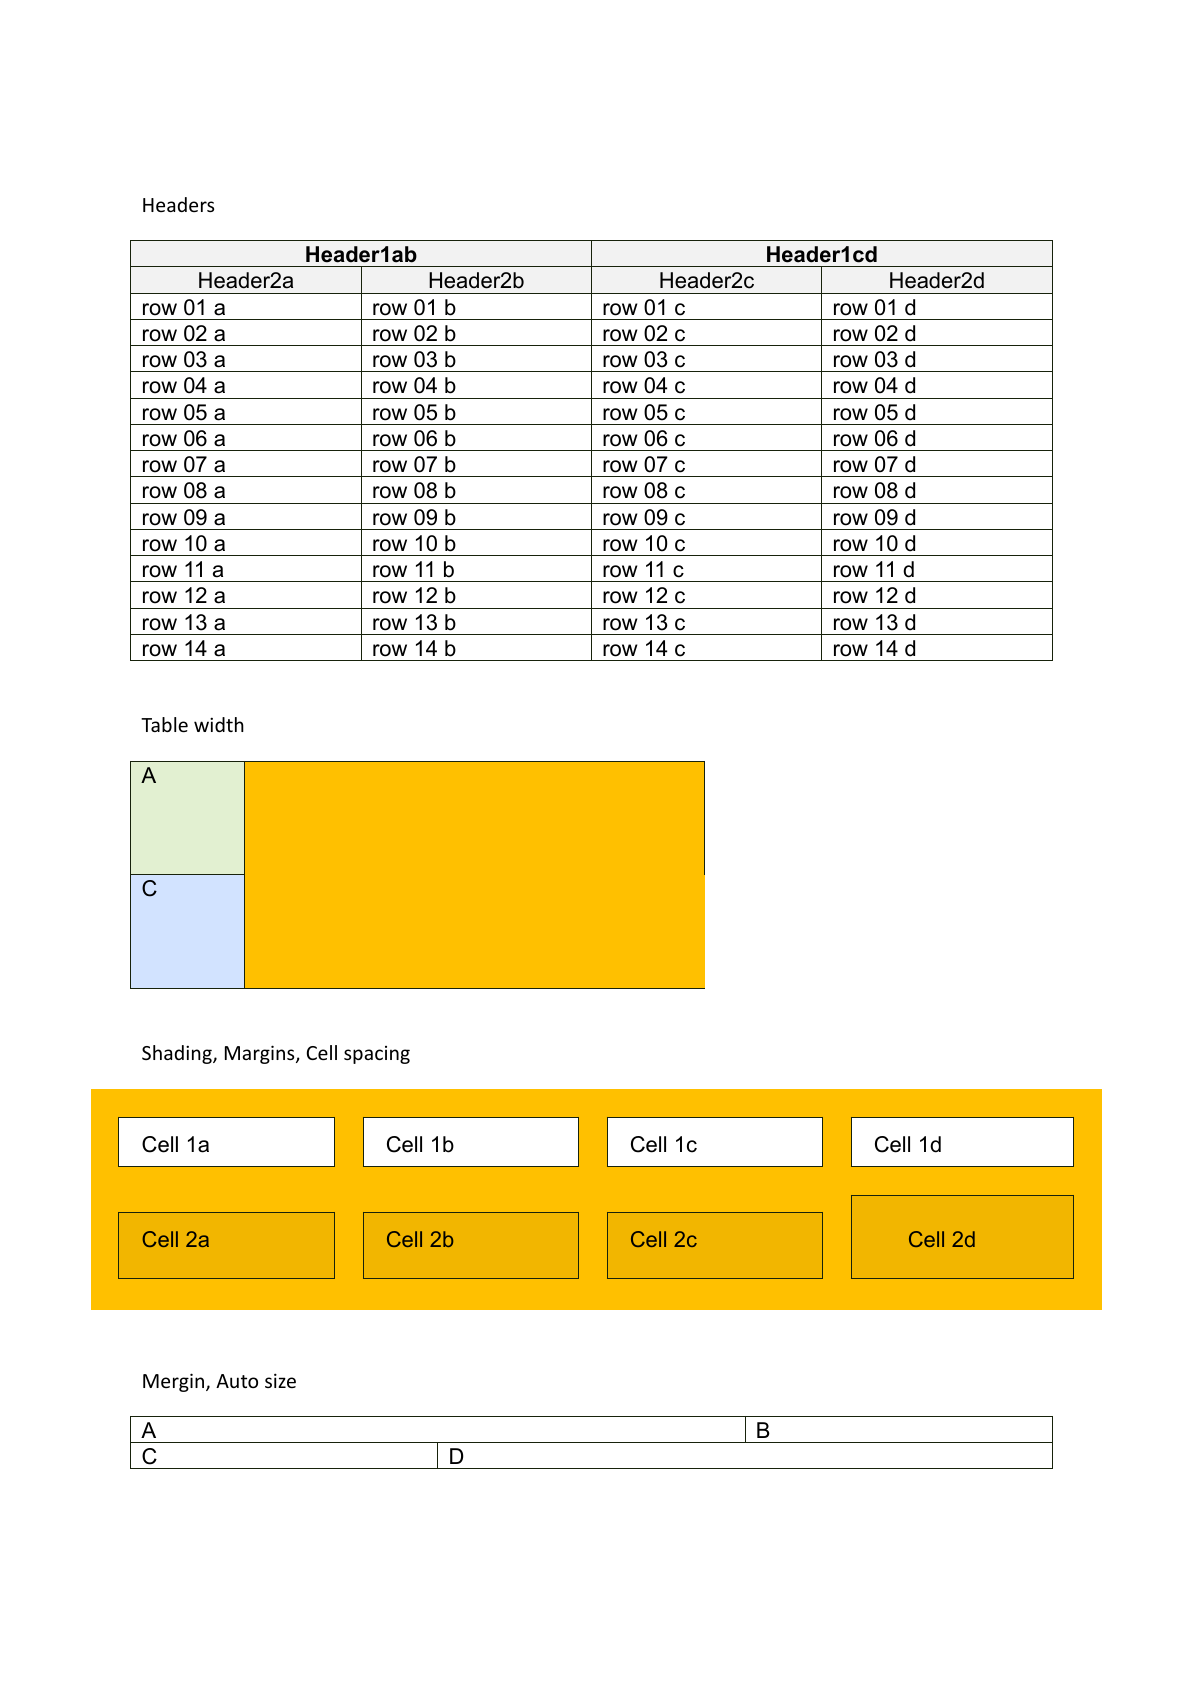 Headers
Header1ab Header1cd
Header2a Header2b Header2c Header2d
row 01 a row 01 b row 01 c row 01 d
row 02 a row 02 b row 02 c row 02 d
row 03 a row 03 b row 03 c row 03 d
row 04 a row 04 b row 04 c row 04 d
row 05 a row 05 b row 05 c row 05 d
row 06 a row 06 b row 06 c row 06 d
row 07 a row 07 b row 07 c row 07 d
row 08 a row 08 b row 08 c row 08 d
row 09 a row 09 b row 09 c row 09 d
row 10 a row 10 b row 10 c row 10 d
row 11 a row 11 b row 11 c row 11 d
row 12 a row 12 b row 12 c row 12 d
row 13 a row 13 b row 13 c row 13 d
row 14 a row 14 b row 14 c row 14 d
Table width
A
C
Shading, Margins, Cell spacing
Cell 1a Cell 1b Cell 1c Cell 1d
Cell 2a Cell 2b Cell 2c Cell 2d
Mergin, Auto size
A B
C D